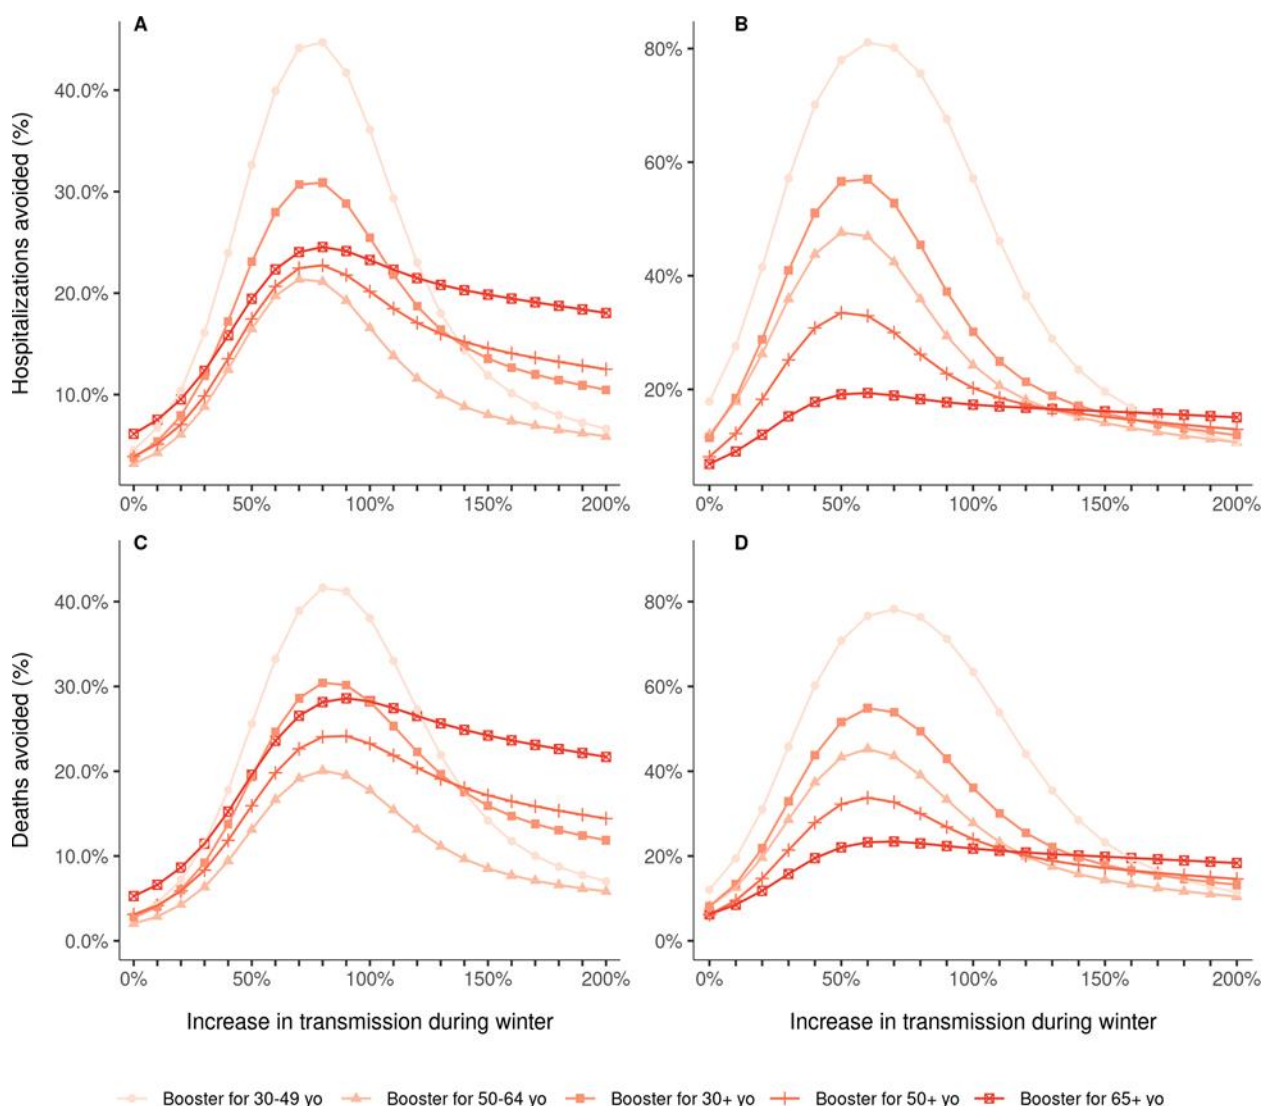 A
B
Hospitalizations avoided (%)
40.0%
30.0%
20.0%
10.0%
0% 50% 100% 150% 200%
80%
60%
40%
20%
0% 50% 100% 150% 200%
C
D
Deaths avoided (%)
40.0%
30.0%
20.0%
10.0%
0.0%
0% 50% 100% 150% 200%
80%
60%
40%
20%
0%
0% 50% 100% 150% 200%
Increase in transmission during winter
Increase in transmission during winter
Booster for 30-49 yo Booster for 50-64 yo Booster for 30+ yo Booster for 50+ yo Booster for 65+ yo